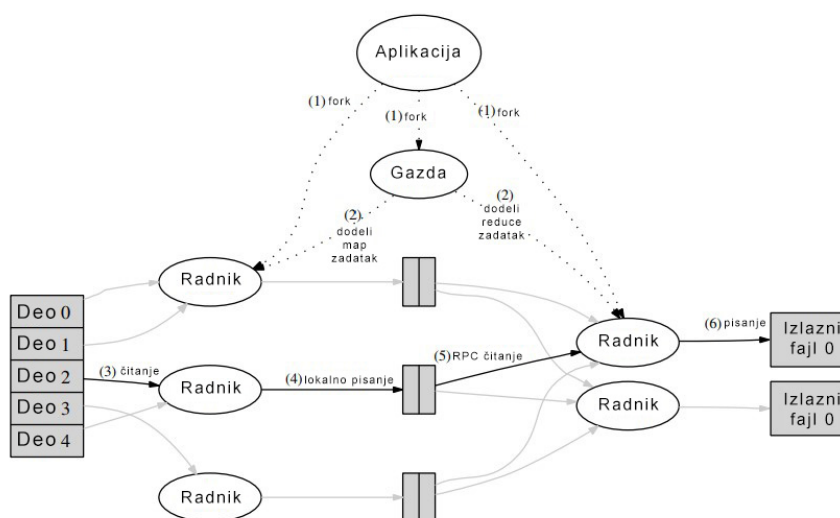 Aplikacija
(1) fork
(1) fork
(1) fork
Gazda
(2)
dodeli
map
zadatak
(2)
dodeli
reduce
zadatak
Radnik
Deo 0
Deo 1
Deo 2
Deo 3
Deo 4
(3) čitanje
Radnik
(4) lokalno pisanje
(5) RPC čitanje
Radnik
(6) pisanje
Izlazni
fajl 0
Radnik
Izlazni
fajl 0
Radnik